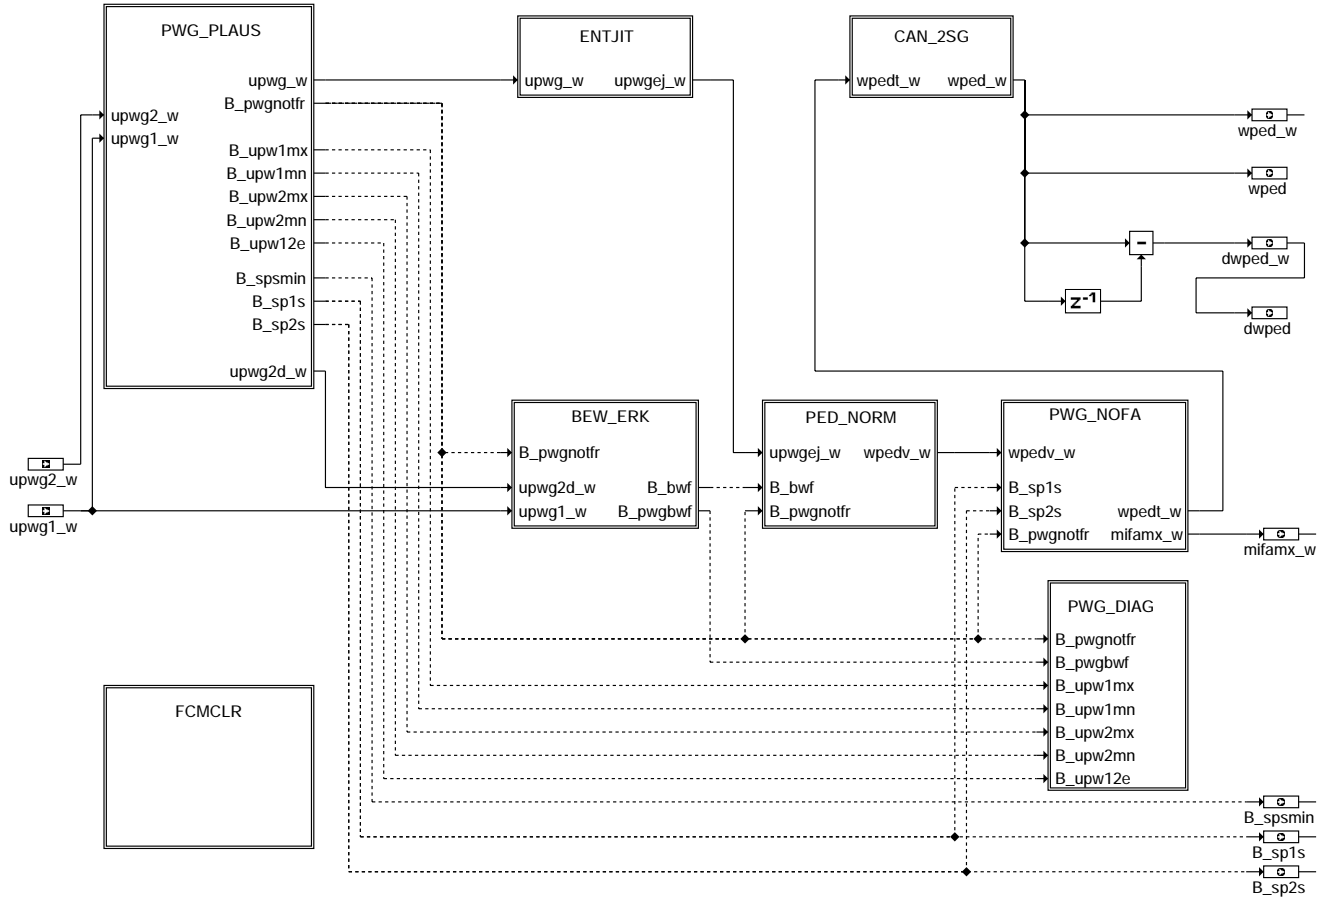 PWG_PLAUS
upwg2_w
upwg1_w
upwg_w
B_pwgnotfr
B_upw1mx
B_upw1mn
B_upw2mx
B_upw2mn
B_upw12e
B_spsmin
B_sp1s
B_sp2s
upwg2d_w
ENTJIT
upwg_w upwgej_w
CAN_2SG
wpedt_w wped_w
wped_w
wped
-
dwped_w
z-1
dwped
upwg2_w
upwg1_w
BEW_ERK
B_pwgnotfr
upwg2d_w B_bwf
upwg1_w B_pwgbwf
PED_NORM
upwgej_w wpedv_w
B_bwf
B_pwgnotfr
PWG_NOFA
wpedv_w
B_sp1s
B_sp2s wpedt_w
B_pwgnotfr mifamx_w
mifamx_w
PWG_DIAG
B_pwgnotfr
B_pwgbwf
B_upw1mx
B_upw1mn
B_upw2mx
B_upw2mn
B_upw12e
FCMCLR
B_spsmin
B_sp1s
B_sp2s